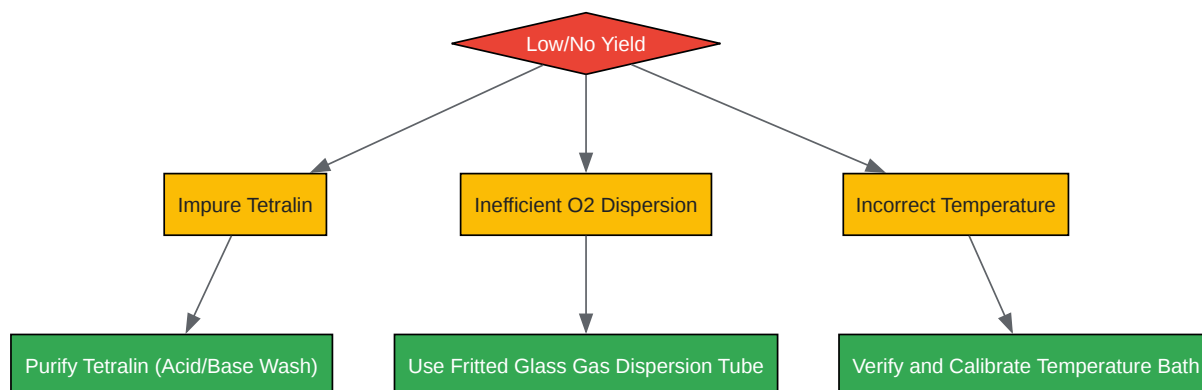 Low/No Yield
Impure Tetralin
Inefficient O2 Dispersion
Incorrect Temperature
Purify Tetralin (Acid/Base Wash)
Use Fritted Glass Gas Dispersion Tube
Verify and Calibrate Temperature Bath